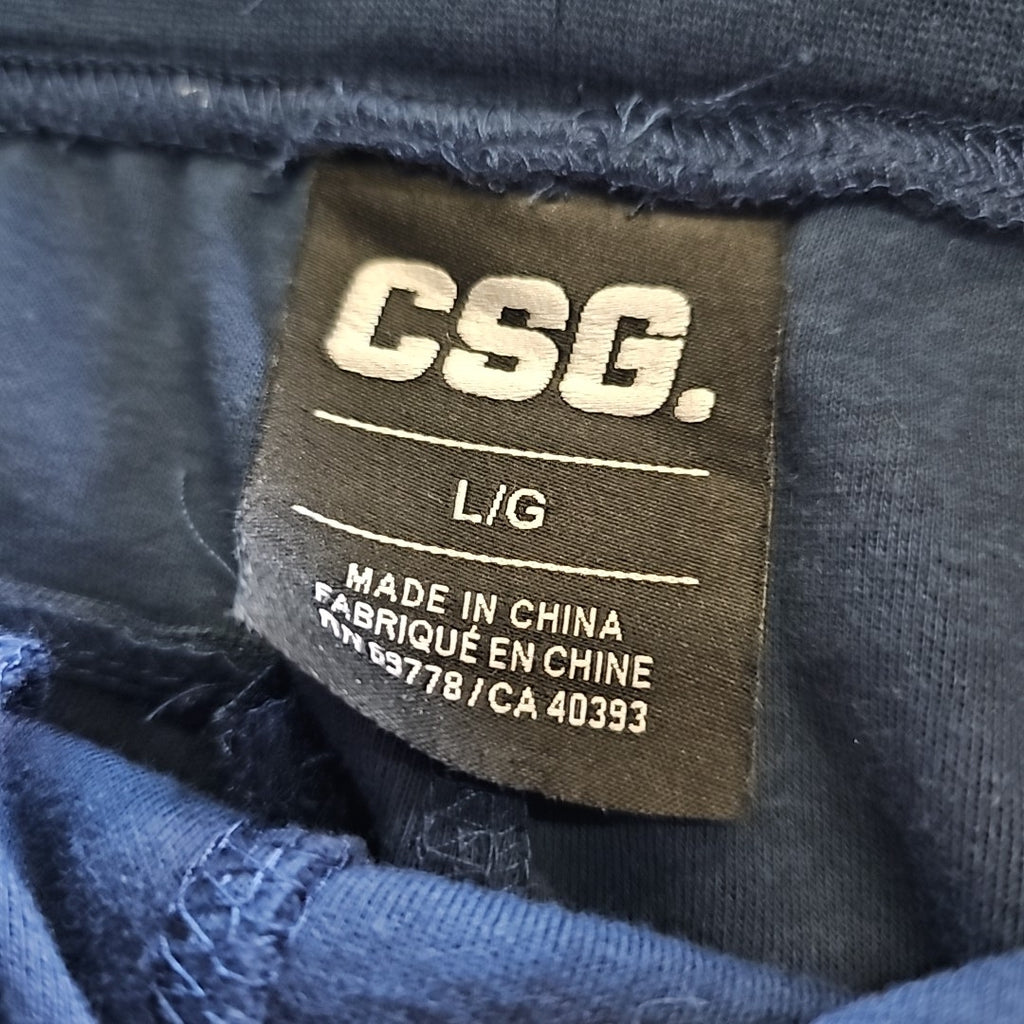 CSG.
L/G
MADE IN CHINA
FABRIQUÉ EN CHINE
RN 69778 / CA 40393